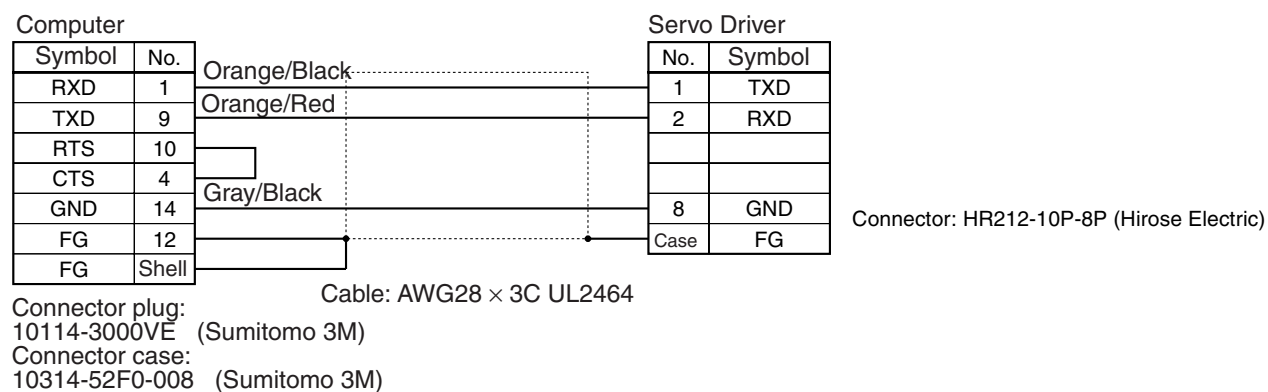 Computer
Servo Driver
Symbol No.
No. Symbol
Orange/Black
RXD 1
1 TXD
Orange/Red
TXD 9
2 RXD
RTS 10
CTS 4
Gray/Black
GND 14
8 GND
Connector: HR212-10P-8P (Hirose Electric)
FG 12
Case FG
FG Shell
Cable: AWG28 × 3C UL2464
Connector plug:
10114-3000VE (Sumitomo 3M)
Connector case:
10314-52F0-008 (Sumitomo 3M)